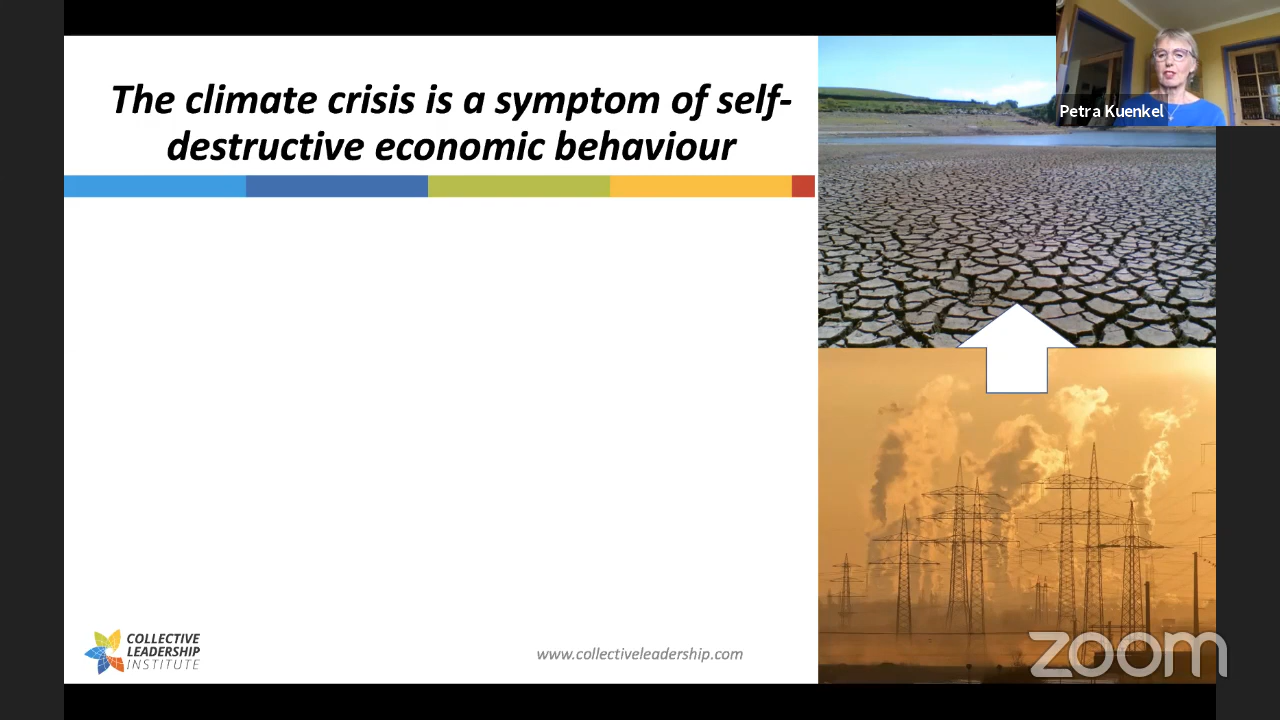 The climate crisis is a symptom of self-
destructive economic behaviour
Petra Kuenkel
COLLECTIVE
LEADERSHIP
INSTITUTE
www.collectiveleadership.com
zoom